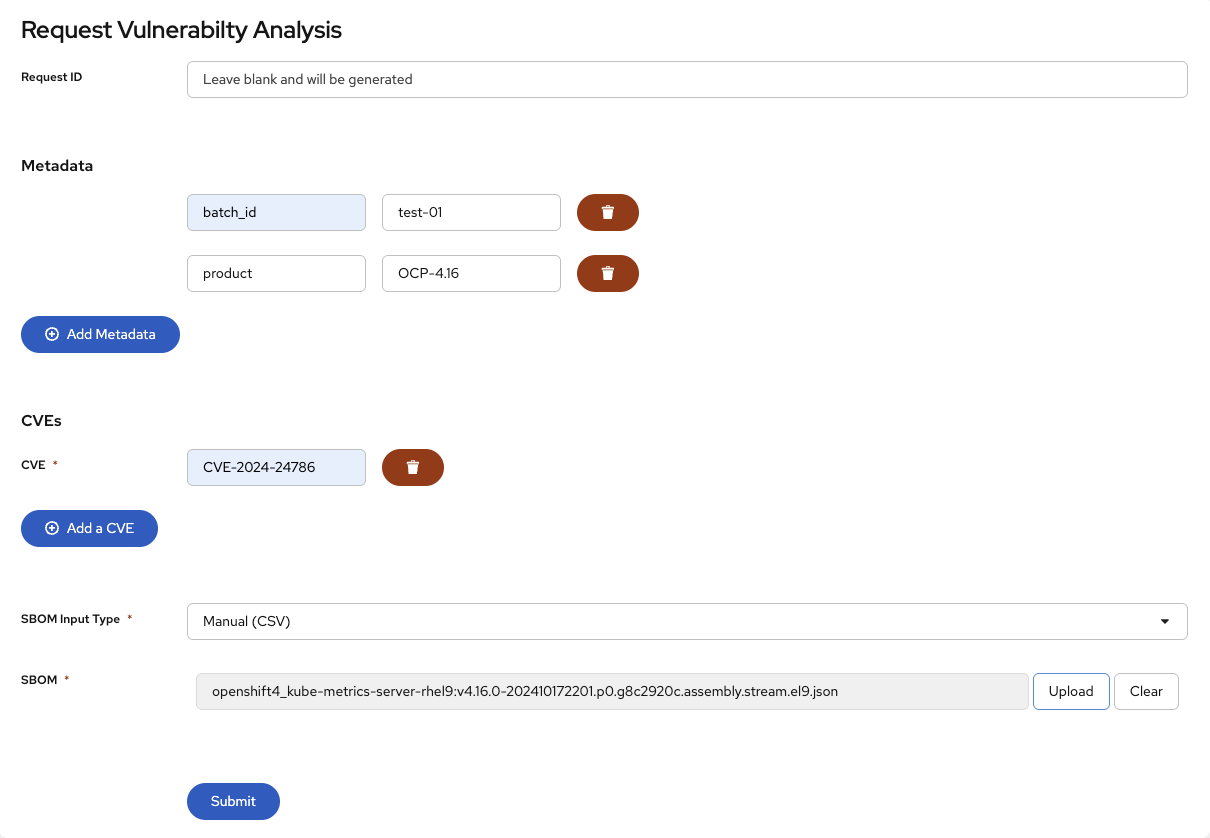 Request Vulnerabilty Analysis
Request ID
Leave blank and will be generated
Metadata
batch_id test-01
product OCP-4.16
Add Metadata
CVEs
CVE * CVE-2024-24786
Add a CVE
SBOM Input Type * Manual (CSV)
SBOM * openshift4_kube-metrics-server-rhel9:v4.16.0-202410172201.p0.g8c2920c.assembly.stream.el9.json Upload Clear
Submit